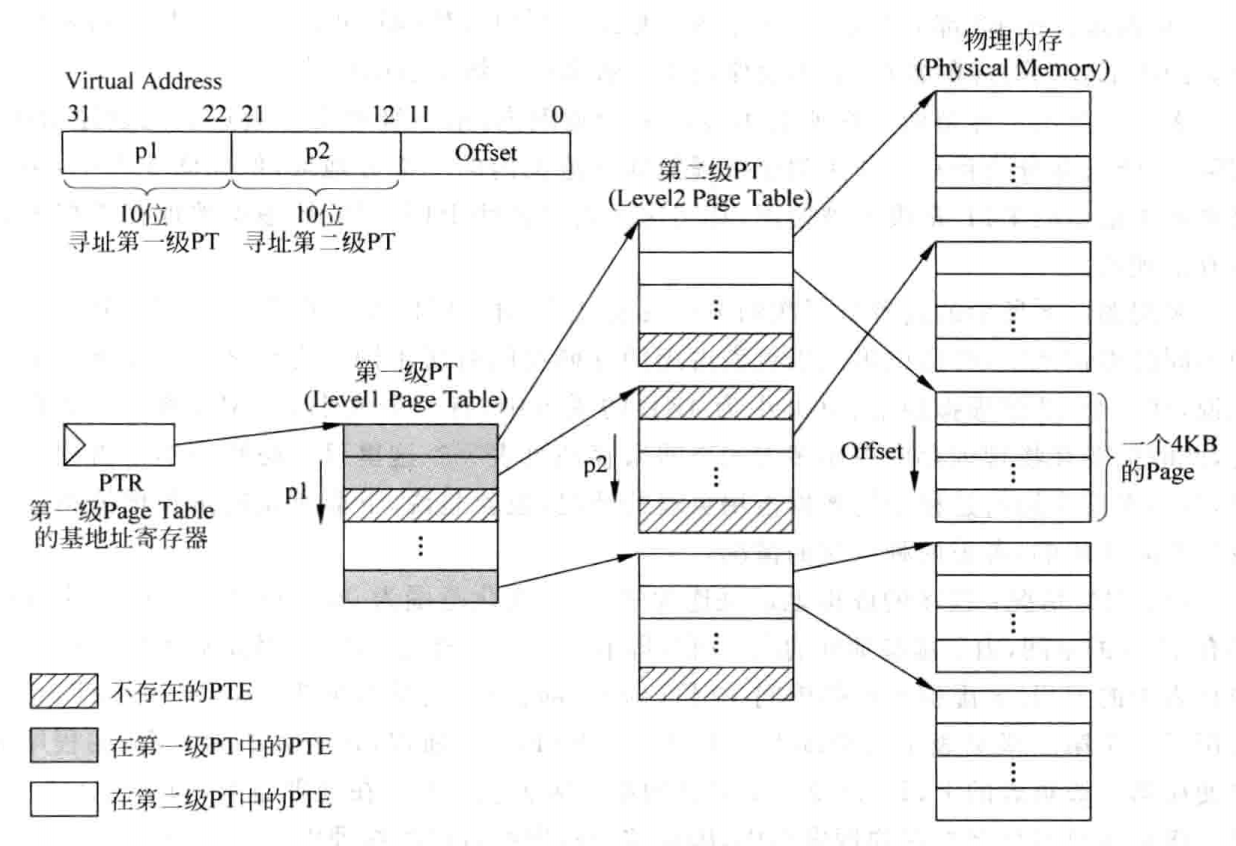 物理内存
(Physical Memory)
Virtual Address
31 22 21 12 11 0
p1 p2 Offset
10位 10位
寻址第一级PT 寻址第二级PT
第二级PT
(Level2 Page Table)
第一级PT
(Level1 Page Table)
PTR
第一级Page Table
的基地址寄存器
p1
p2
Offset
一个4KB
的Page
不存在的PTE
在第一级PT中的PTE
在第二级PT中的PTE